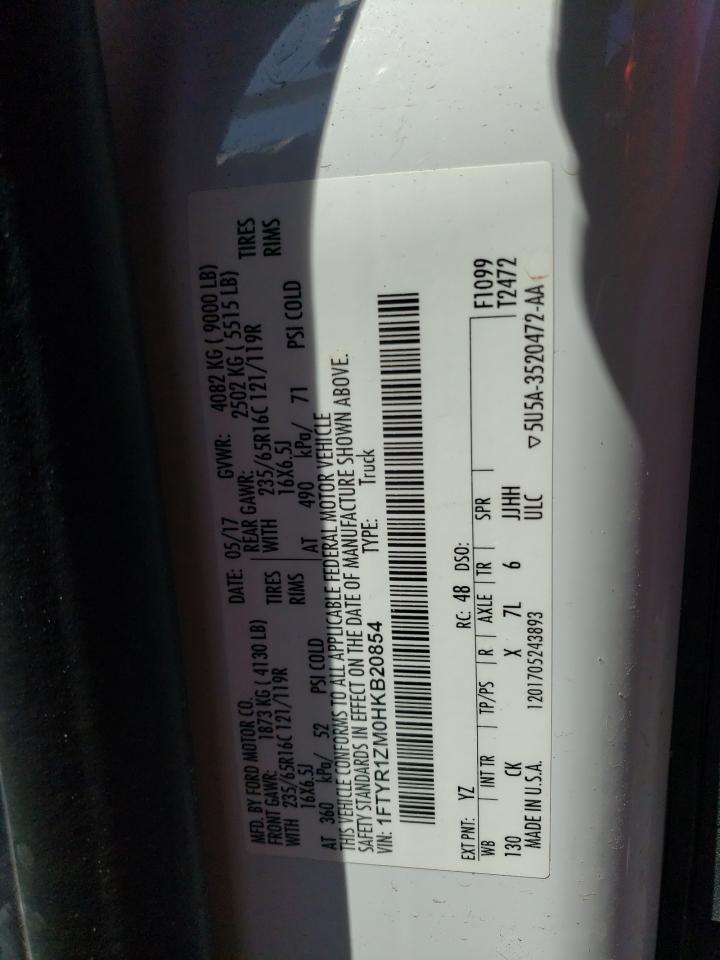 MFD. BY FORD MOTOR CO.
DATE: 05/17 GVWR: 4082 KG ( 9000 LB)
FRONT GAWR: 1873 KG ( 4130 LB) REAR GAWR: 2502 KG ( 5515 LB)
WITH 235/65R16C 121/119R TIRES WITH 235/65R16C 121/119R TIRES
16X6.5J RIMS 16X6.5J RIMS
AT 360 kPa/ 52 PSI COLD AT 490 kPa/ 71 PSI COLD
THIS VEHICLE CONFORMS TO ALL APPLICABLE FEDERAL MOTOR VEHICLE
SAFETY STANDARDS IN EFFECT ON THE DATE OF MANUFACTURE SHOWN ABOVE.
VIN: 1FTYR1ZM0HKB20854 TYPE: Truck
EXT PNT: YZ RC: 48 DSO: F1099
WB INT TR TP/PS R AXLE TR SPR T2472
130 CK X 7L 6 JJHH
MADE IN U.S.A. 1201705243893 ULC ▽5U5A-3520472-AA